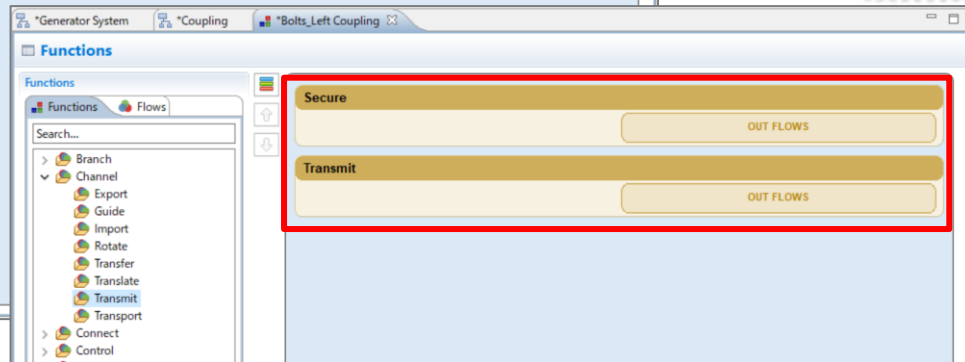 *Generator System
*Coupling
*Bolts_Left Coupling
Functions
Functions
Functions
Flows
Search...
Branch
Channel
Export
Guide
Import
Rotate
Transfer
Translate
Transmit
Transport
Connect
Control
Secure
OUT FLOWS
Transmit
OUT FLOWS